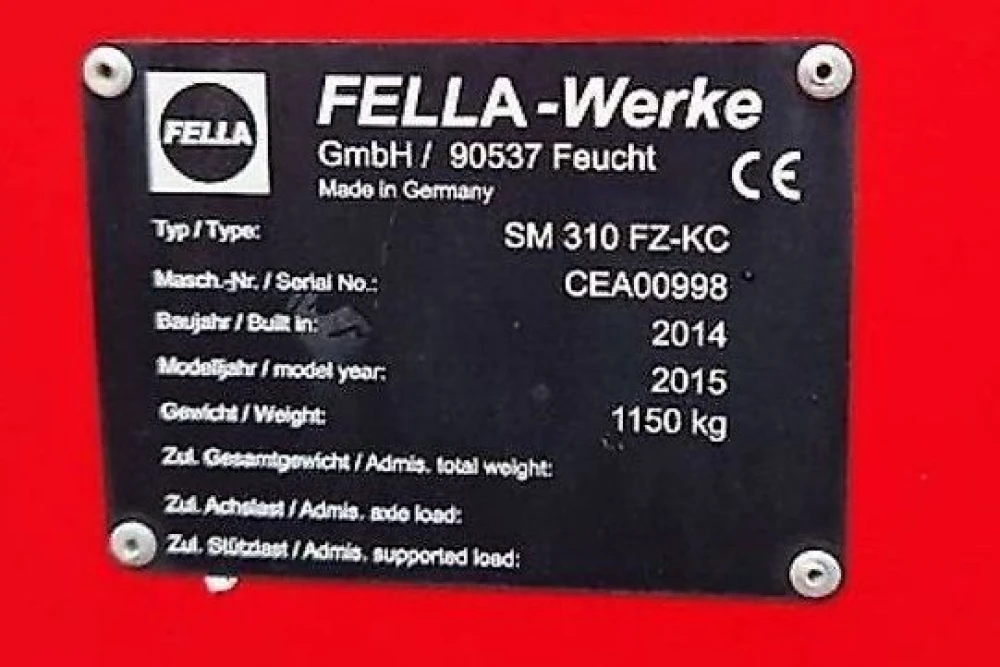 FELLA
FELLA-Werke
GmbH / 90537 Feucht
Made in Germany
CE
Typ / Type: SM 310 FZ-KC
Masch.-Nr. / Serial No.: CEA00998
Baujahr / Built in: 2014
Modelljahr / model year: 2015
Gewicht / Weight: 1150 kg
Zul. Gesamtgewicht / Admis. total weight:
Zul. Achslast / Admis. axle load:
Zul. Stützlast / Admis. supported load: